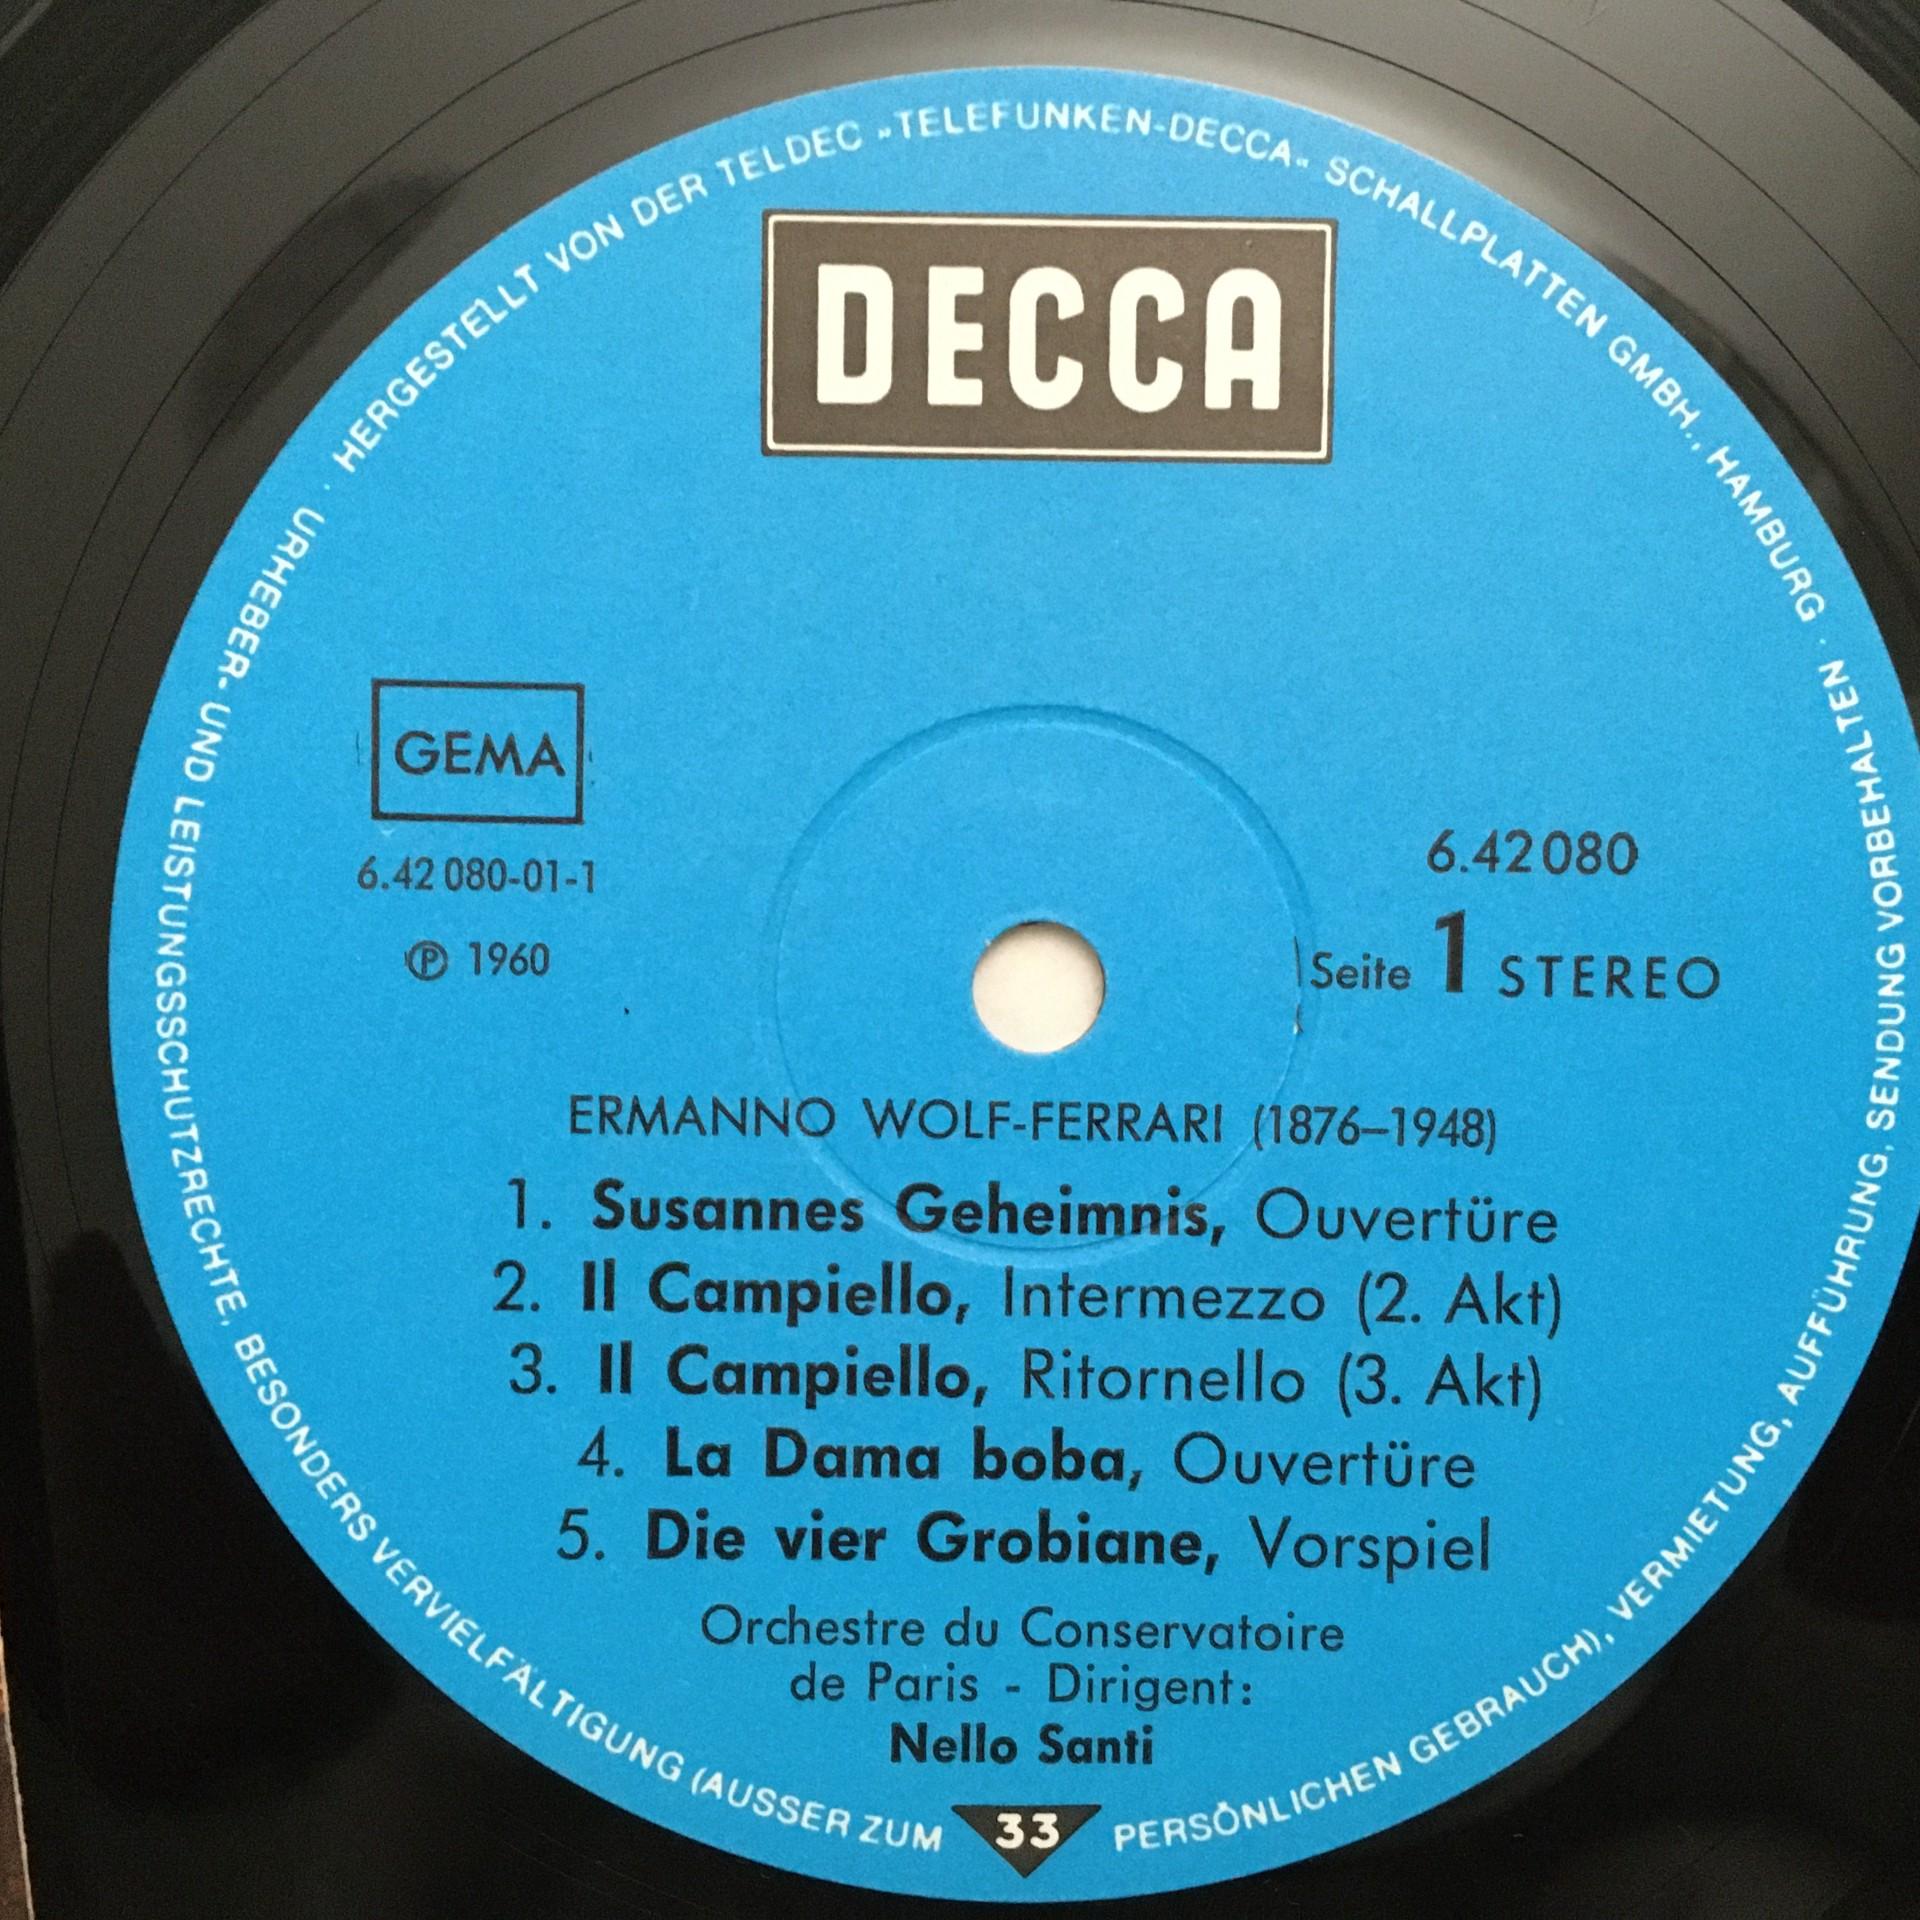 HERGESTELLT VON DER TELDEC »TELEFUNKEN-DECCA« SCHALLPLATTEN GMBH., HAMBURG ·
DECCA
GEMA
6.42 080-01-1
℗ 1960
6.42080
Seite 1 STEREO
ERMANNO WOLF-FERRARI (1876–1948)
1. Susannes Geheimnis, Ouvertüre
2. Il Campiello, Intermezzo (2. Akt)
3. Il Campiello, Ritornello (3. Akt)
4. La Dama boba, Ouvertüre
5. Die vier Grobiane, Vorspiel
Orchestre du Conservatoire
de Paris - Dirigent:
Nello Santi
33
URHEBER- UND LEISTUNGSSCHUTZRECHTE, BESONDERS VERVIELFÄLTIGUNG (AUSSER ZUM PERSÖNLICHEN GEBRAUCH), VERMIETUNG, AUFFÜHRUNG, SENDUNG VORBEHALTEN ·